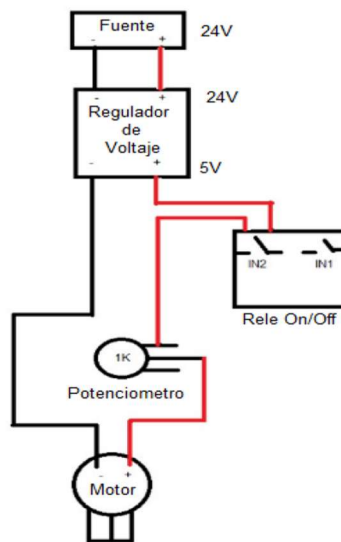 Fuente
24V
- +
- +
24V
Regulador
de
Voltaje
- +
5V
IN2
IN1
Rele On/Off
1K
Potenciometro
- +
Motor